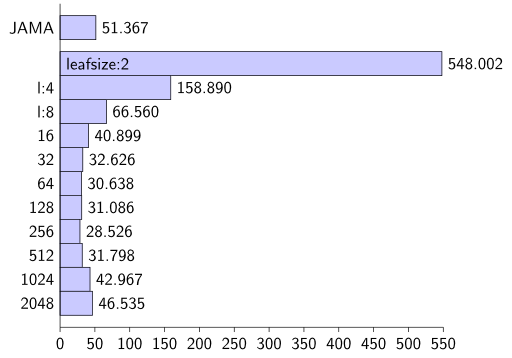 JAMA 51.367
leafsize:2 548.002
l:4 158.890
l:8 66.560
16 40.899
32 32.626
64 30.638
128 31.086
256 28.526
512 31.798
1024 42.967
2048 46.535
0 50 100 150 200 250 300 350 400 450 500 550